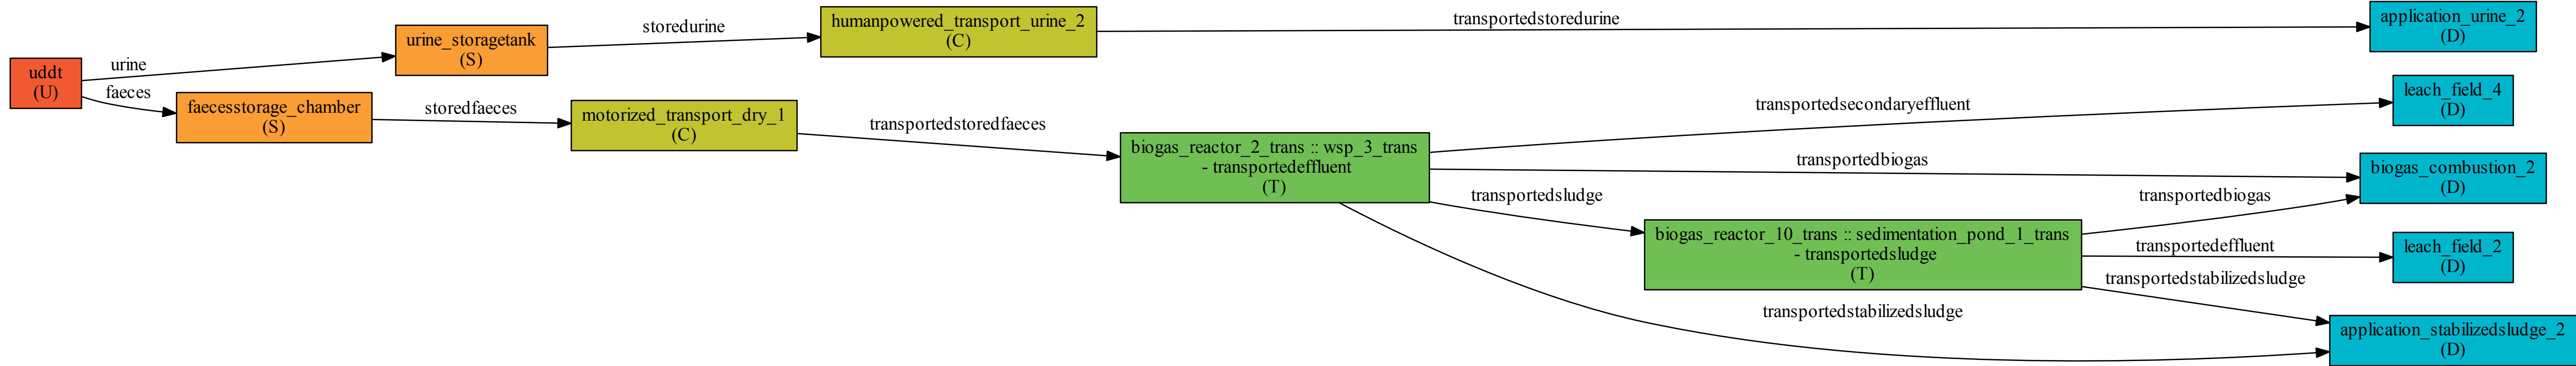 uddt
(U)
urine
faeces
urine_storagetank
(S)
faecesstorage_chamber
(S)
storedurine
storedfaeces
humanpowered_transport_urine_2
(C)
motorized_transport_dry_1
(C)
transportedstoredurine
transportedstoredfaeces
biogas_reactor_2_trans :: wsp_3_trans
- transportedeffluent
(T)
transportedsecondaryeffluent
transportedbiogas
transportedsludge
transportedstabilizedsludge
biogas_reactor_10_trans :: sedimentation_pond_1_trans
- transportedsludge
(T)
transportedbiogas
transportedeffluent
transportedstabilizedsludge
application_urine_2
(D)
leach_field_4
(D)
biogas_combustion_2
(D)
leach_field_2
(D)
application_stabilizedsludge_2
(D)